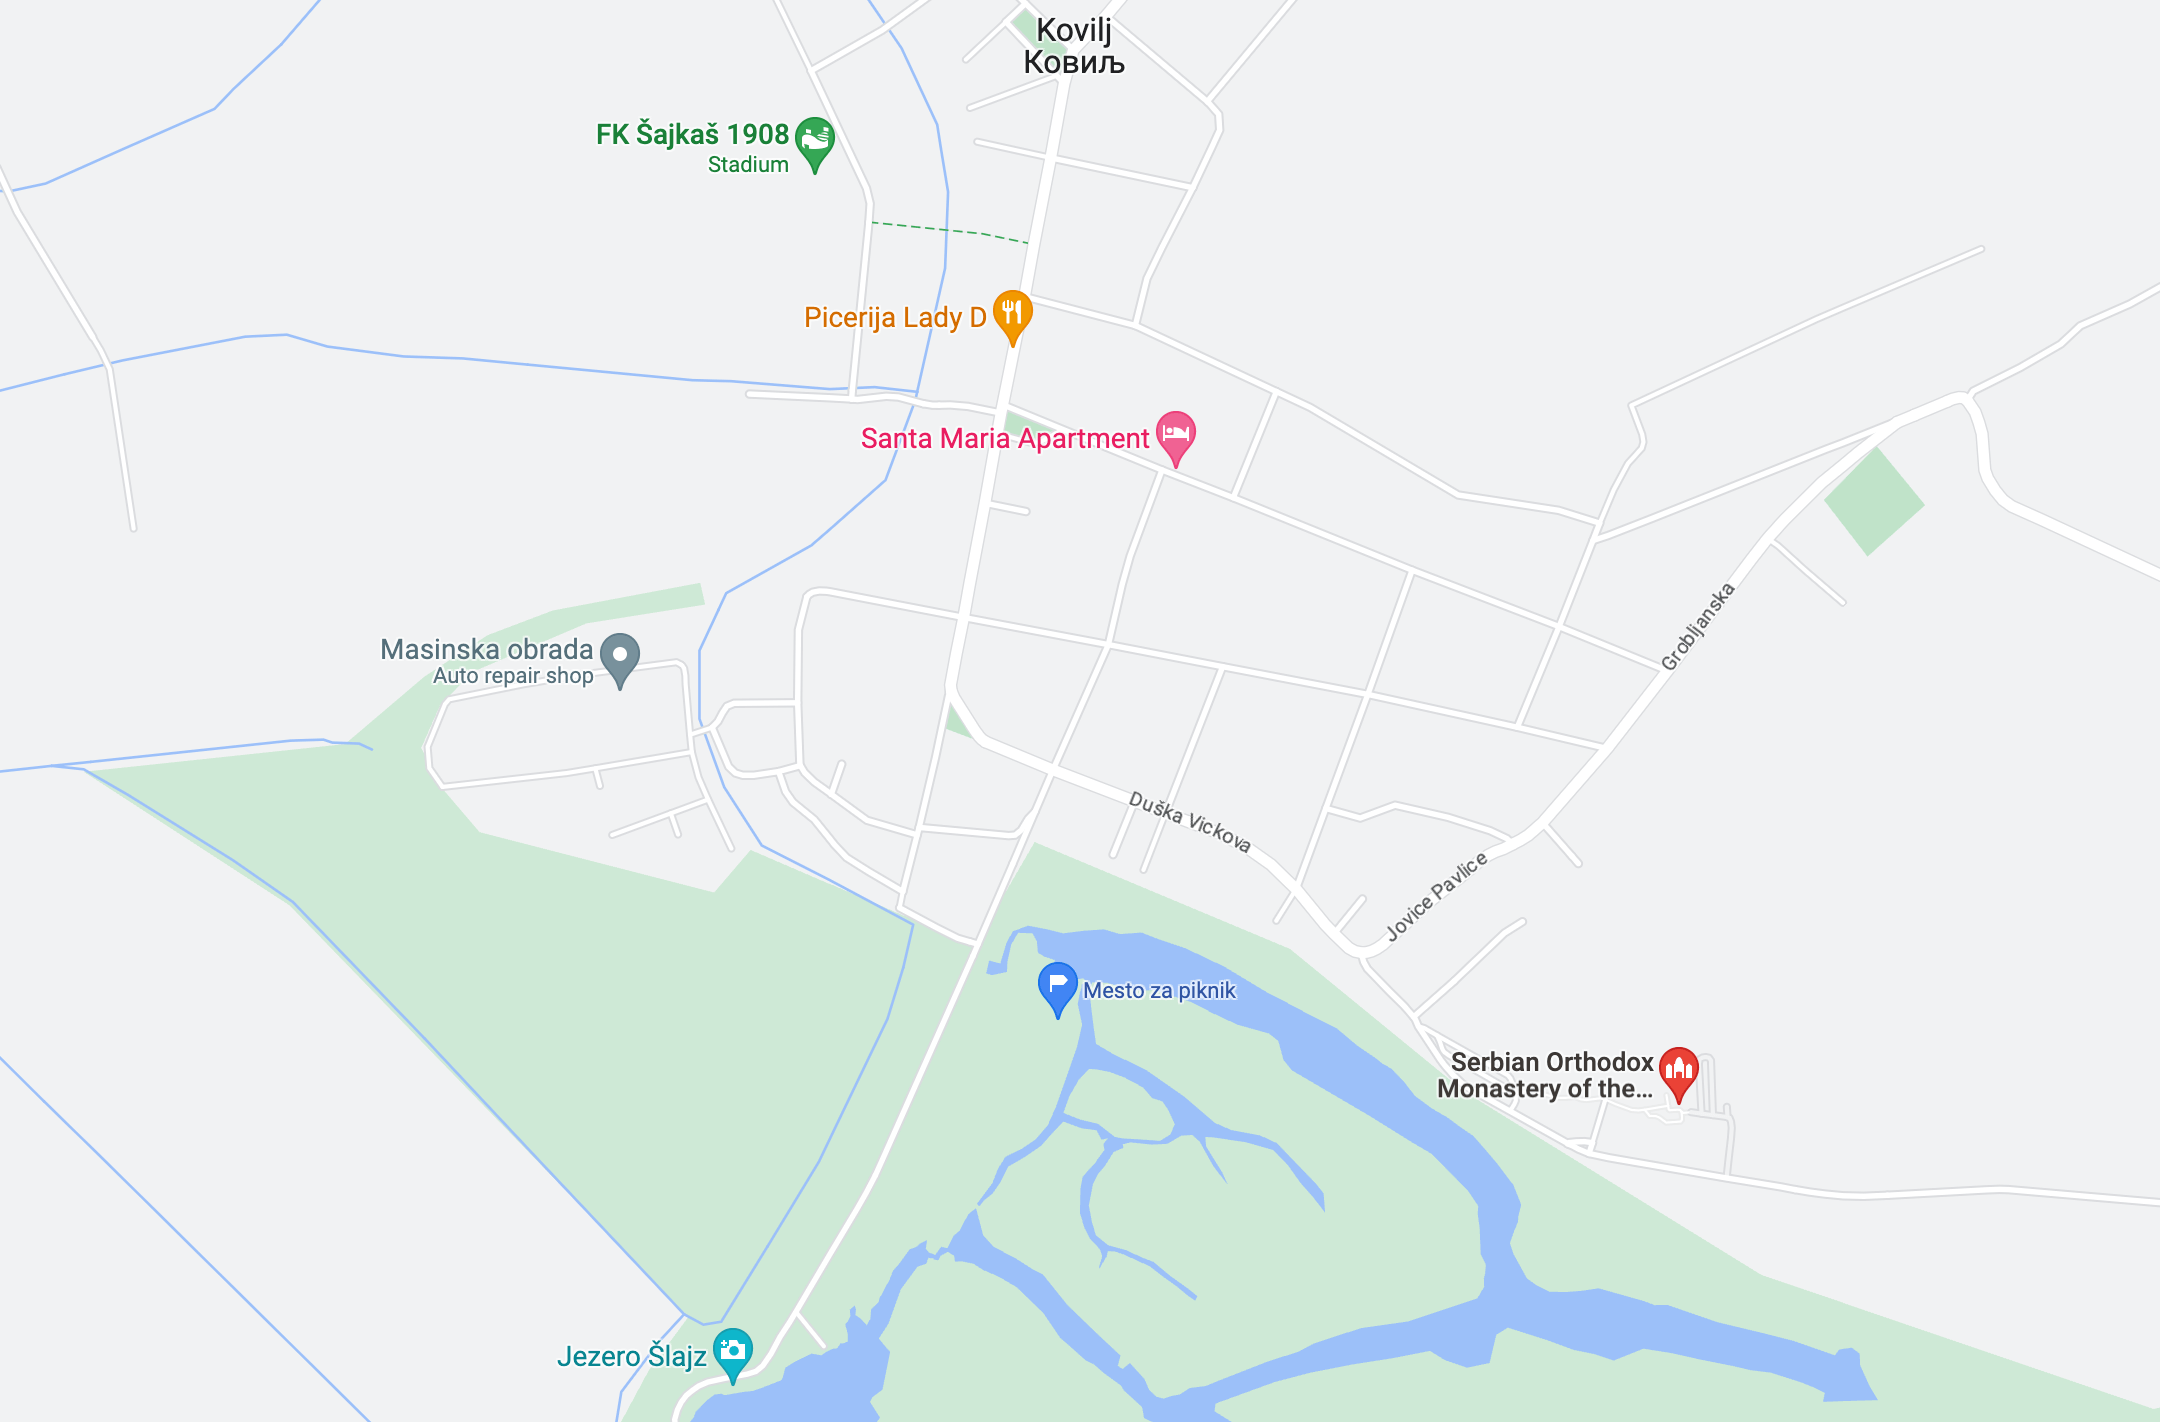 Kovilj
Ковиљ
FK Šajkaš 1908
Stadium
Picerija Lady D
Santa Maria Apartment
Masinska obrada
Auto repair shop
Grobljanska
Duška Vickova
Jovice Pavlice
Mesto za piknik
Serbian Orthodox
Monastery of the...
Jezero Šlajz